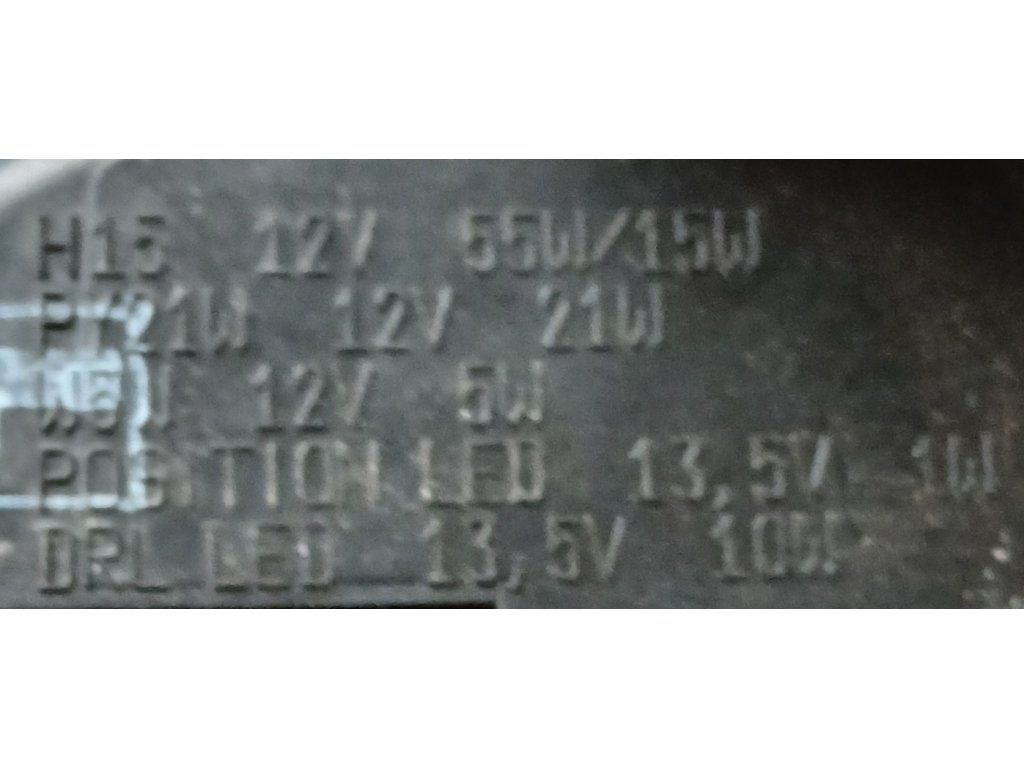 H15 12V 55W/15W
PY21W 12V 21W
W5W 12V 5W
POSITION LED 13,5V 1W
DRL LED 13,5V 10W